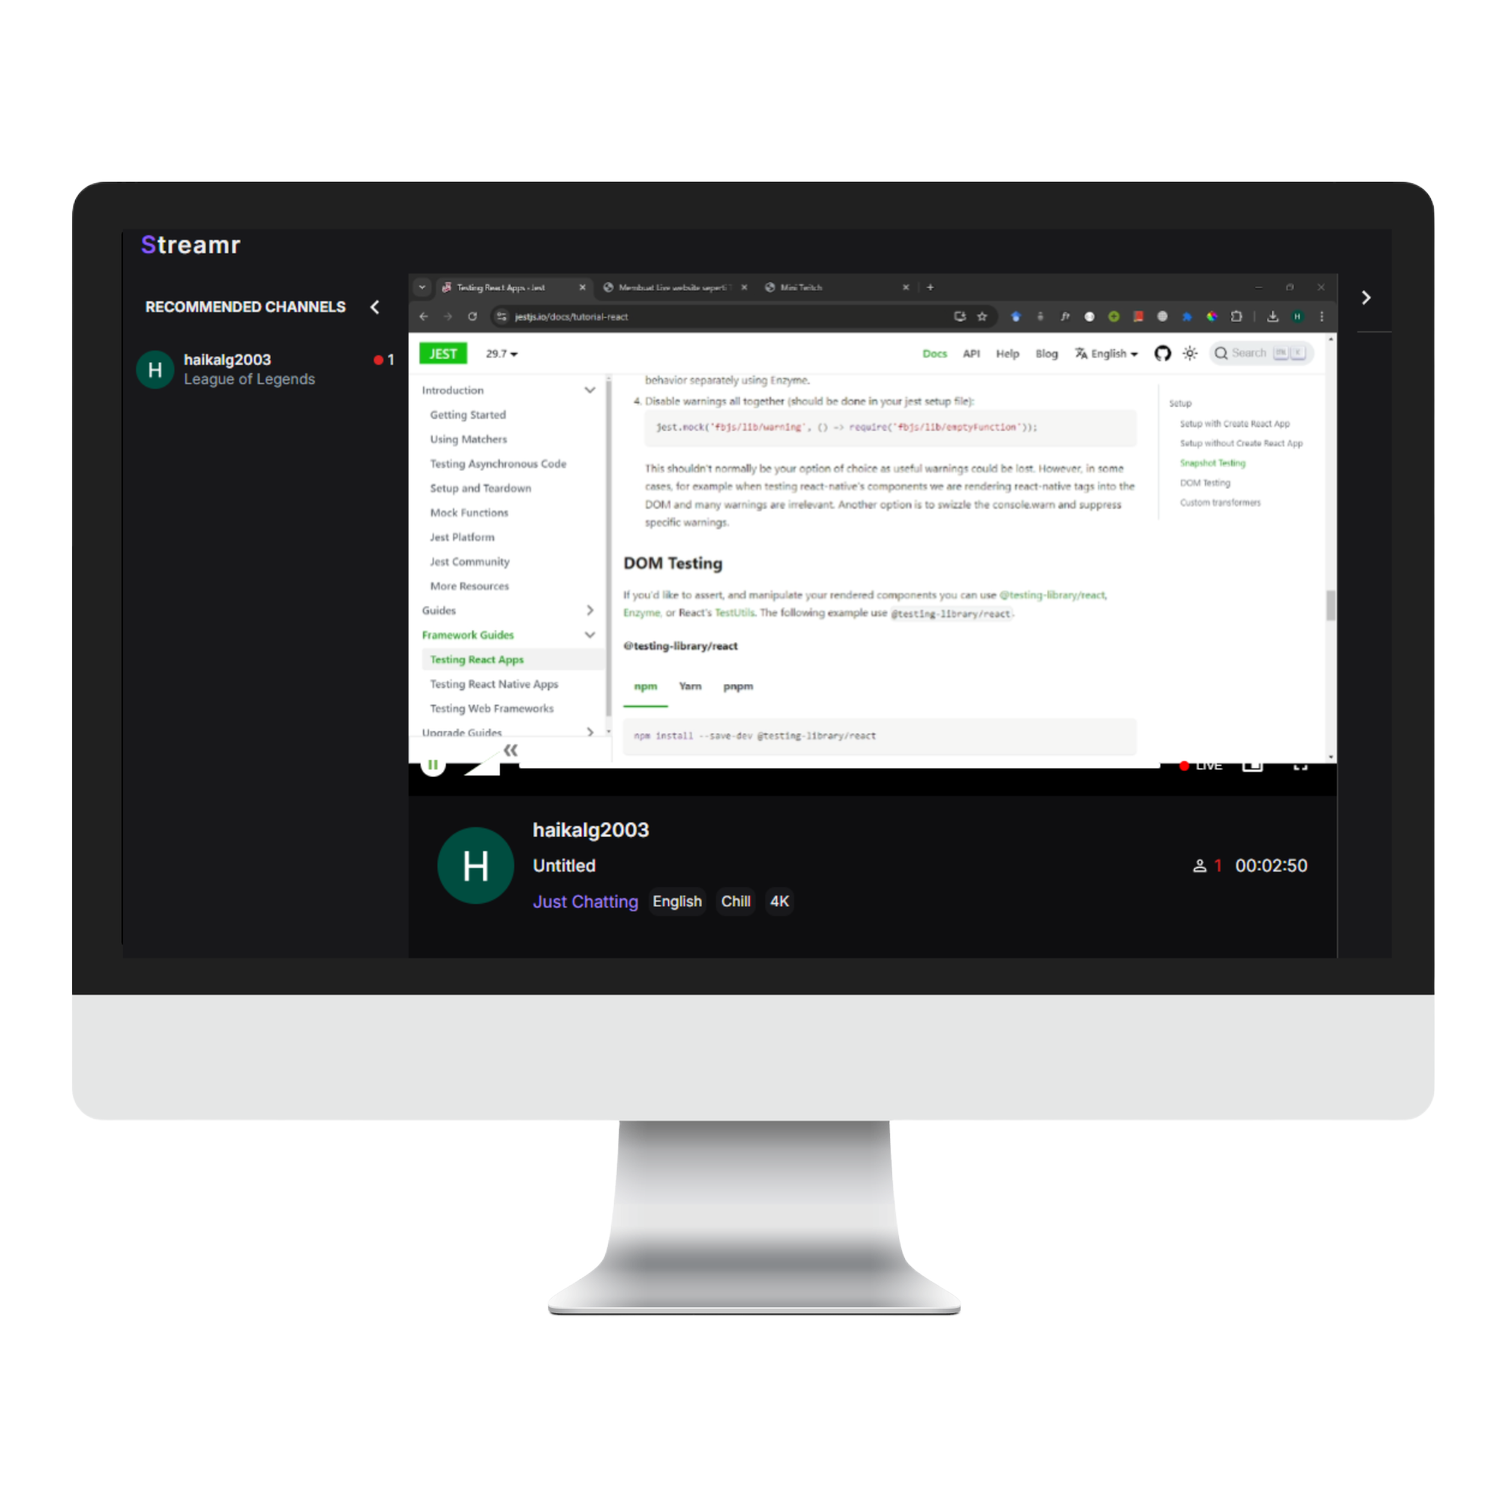 Streamr
RECOMMENDED CHANNELS
H
haikalg2003
1
League of Legends
Testing React Apps · Jest
Membuat Live website seperti T
Mini Twitch
jestjs.io/docs/tutorial-react
H
JEST
29.7
Docs
API
Help
Blog
English
Search
Introduction
Getting Started
Using Matchers
Testing Asynchronous Code
Setup and Teardown
Mock Functions
Jest Platform
Jest Community
More Resources
Guides
Framework Guides
Testing React Apps
Testing React Native Apps
Testing Web Frameworks
Upgrade Guides
behavior separately using Enzyme.
4. Disable warnings all together (should be done in your jest setup file):
jest.mock('fbjs/lib/warning', () => require('fbjs/lib/emptyFunction'));
This shouldn't normally be your option of choice as useful warnings could be lost. However, in some
cases, for example when testing react-native's components we are rendering react-native tags into the
DOM and many warnings are irrelevant. Another option is to swizzle the console.warn and suppress
specific warnings.
DOM Testing
If you'd like to assert, and manipulate your rendered components you can use @testing-library/react,
Enzyme, or React's TestUtils. The following example use @testing-library/react.
@testing-library/react
npm
Yarn
pnpm
npm install --save-dev @testing-library/react
Setup
Setup with Create React App
Setup without Create React App
Snapshot Testing
DOM Testing
Custom transformers
LIVE
H
haikalg2003
Untitled
1 00:02:50
Just Chatting English Chill 4K